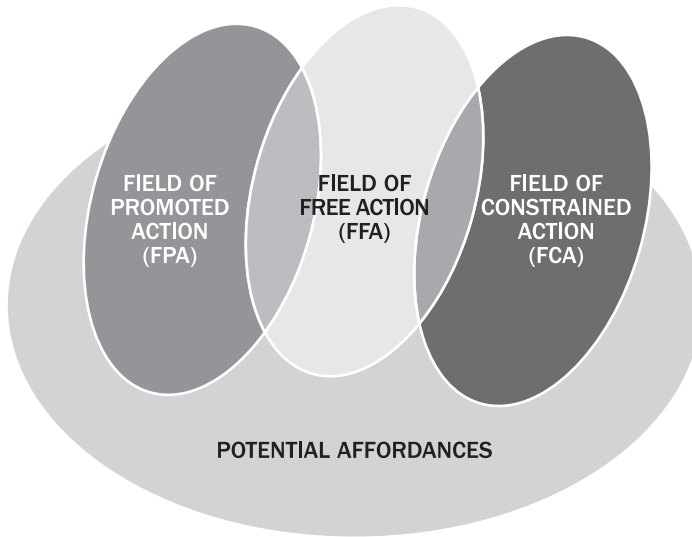 FIELD OF
PROMOTED
ACTION
(FPA)
FIELD OF
FREE ACTION
(FFA)
FIELD OF
CONSTRAINED
ACTION
(FCA)
POTENTIAL AFFORDANCES